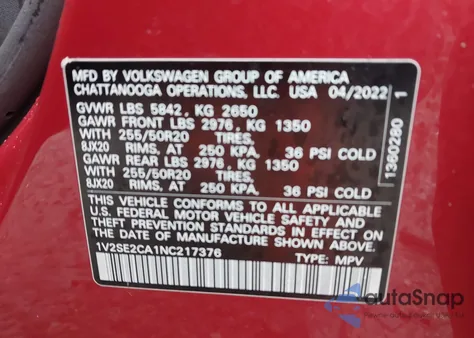 MFD BY VOLKSWAGEN GROUP OF AMERICA
CHATTANOOGA OPERATIONS, LLC. USA 04/2022
GVWR LBS 5842, KG 2650
GAWR FRONT LBS 2976, KG 1350
WITH 255/50R20 TIRES,
8JX20 RIMS, AT 250 KPA, 36 PSI COLD
GAWR REAR LBS 2976, KG 1350
WITH 255/50R20 TIRES,
8JX20 RIMS, AT 250 KPA, 36 PSI COLD
THIS VEHICLE CONFORMS TO ALL APPLICABLE
U.S. FEDERAL MOTOR VEHICLE SAFETY AND
THEFT PREVENTION STANDARDS IN EFFECT ON
THE DATE OF MANUFACTURE SHOWN ABOVE.
1V2SE2CA1NC217376 TYPE: MPV
1360280 1
autoSnap